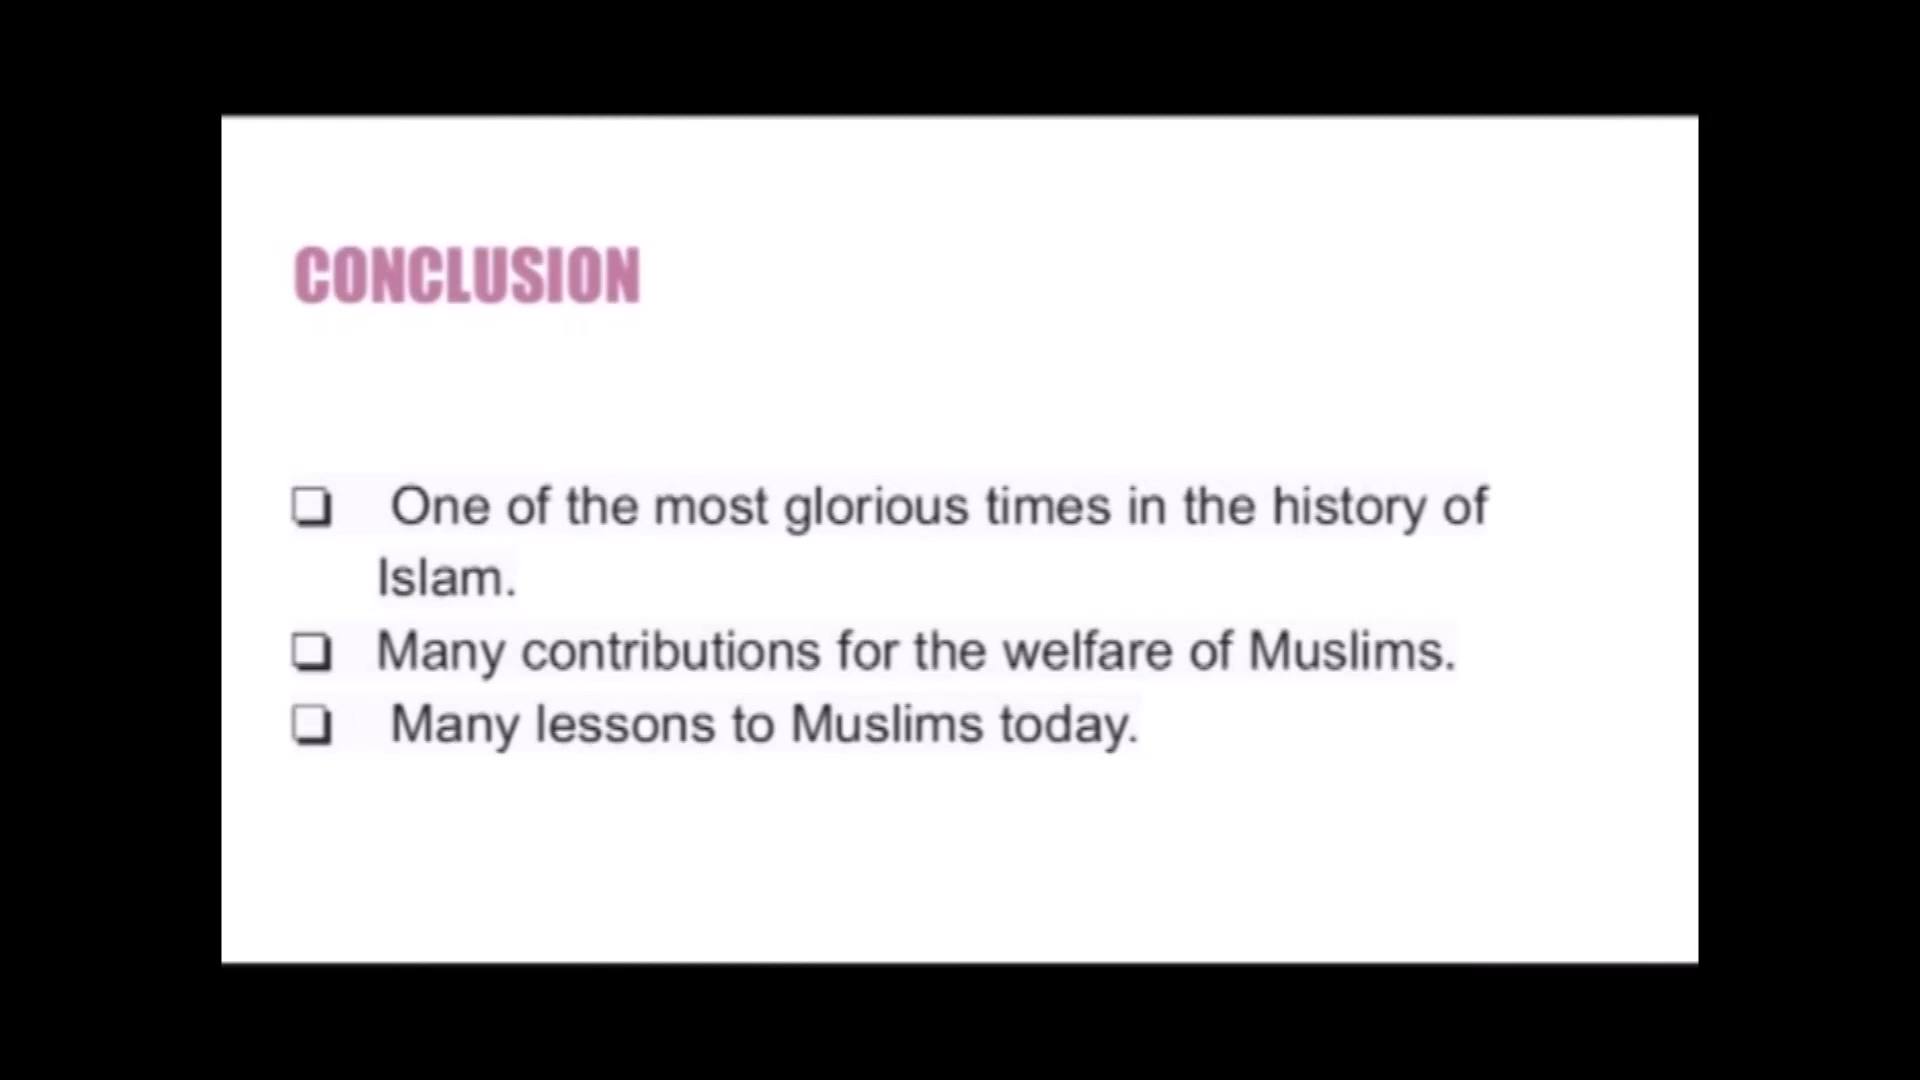 CONCLUSION
❑ One of the most glorious times in the history of
Islam.
❑ Many contributions for the welfare of Muslims.
❑ Many lessons to Muslims today.